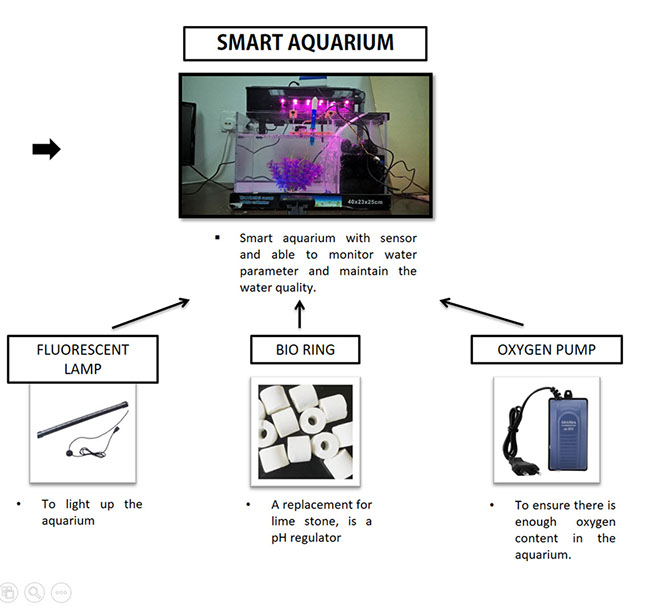 SMART AQUARIUM
40x23x25cm
▪ Smart aquarium with sensor
and able to monitor water
parameter and maintain the
water quality.
FLUORESCENT
LAMP
BIO RING
OXYGEN PUMP
• To light up the
aquarium
• A replacement for
lime stone, is a
pH regulator
• To ensure there is
enough oxygen
content in the
aquarium.